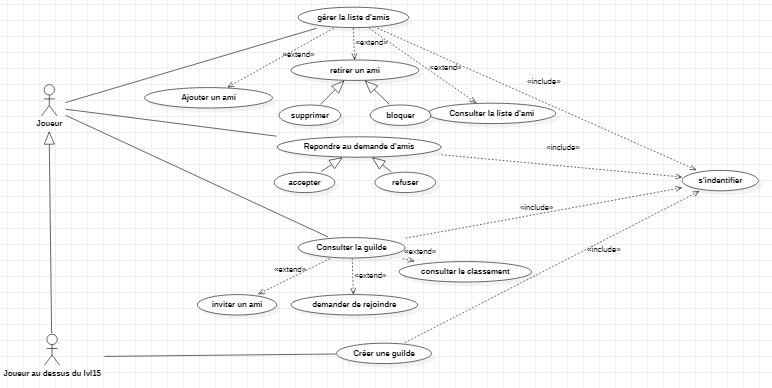 gérer la liste d'amis
«extend»
«extend»
retirer un ami
«extend»
«include»
Ajouter un ami
supprimer
bloquer
Consulter la liste d'ami
Joueur
Repondre au demande d'amis
«include»
accepter
refuser
s'indentifier
«include»
Consulter la guilde
«extend»
«include»
«extend»
«extend»
consulter le classement
inviter un ami
demander de rejoindre
Créer une guilde
Joueur au dessus du lvl15